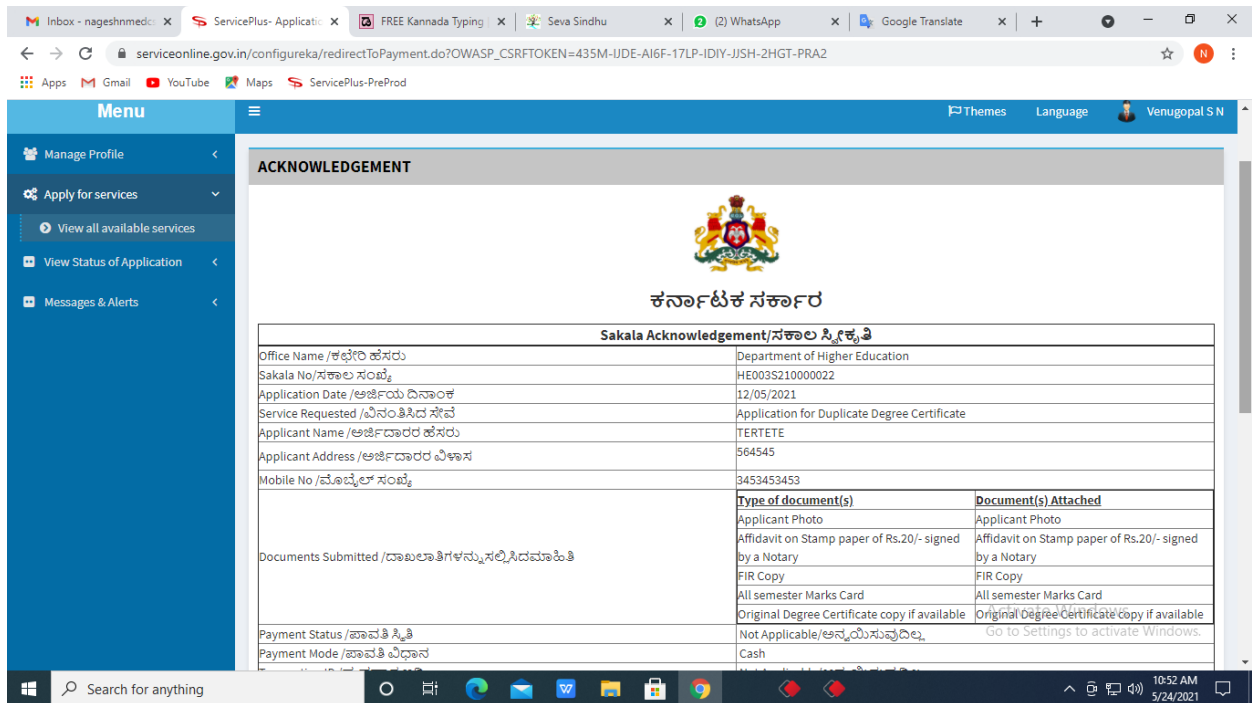 Inbox - nageshnmedcs
ServicePlus- Applicatio
FREE Kannada Typing
Seva Sindhu
(2) WhatsApp
Google Translate
serviceonline.gov.in/configureka/redirectToPayment.do?OWASP_CSRFTOKEN=435M-IJDE-AI6F-17LP-IDIY-JJSH-2HGT-PRA2
N
Apps Gmail YouTube Maps ServicePlus-PreProd
Menu
Themes Language Venugopal S N
Manage Profile
Apply for services
View all available services
View Status of Application
Messages & Alerts
ACKNOWLEDGEMENT
ಕರ್ನಾಟಕ ಸರ್ಕಾರ
Sakala Acknowledgement/ಸಕಾಲ ಸ್ವೀಕೃತಿ
Office Name /ಕಛೇರಿ ಹೆಸರು Department of Higher Education
Sakala No/ಸಕಾಲ ಸಂಖ್ಯೆ HE003S210000022
Application Date /ಅರ್ಜಿಯ ದಿನಾಂಕ 12/05/2021
Service Requested /ವಿನಂತಿಸಿದ ಸೇವೆ Application for Duplicate Degree Certificate
Applicant Name /ಅರ್ಜಿದಾರರ ಹೆಸರು TERTETE
Applicant Address /ಅರ್ಜಿದಾರರ ವಿಳಾಸ 564545
Mobile No /ಮೊಬೈಲ್ ಸಂಖ್ಯೆ 3453453453
Documents Submitted /ದಾಖಲಾತಿಗಳನ್ನುಸಲ್ಲಿಸಿದಮಾಹಿತಿ
Type of document(s) Document(s) Attached
Applicant Photo Applicant Photo
Affidavit on Stamp paper of Rs.20/- signed Affidavit on Stamp paper of Rs.20/- signed
by a Notary by a Notary
FIR Copy FIR Copy
All semester Marks Card All semester Marks Card
Original Degree Certificate copy if available Original Degree Certificate copy if available
Payment Status /ಪಾವತಿ ಸ್ಥಿತಿ Not Applicable/ಅನ್ವಯಿಸುವುದಿಲ್ಲ
Payment Mode /ಪಾವತಿ ವಿಧಾನ Cash
Activate Windows
Go to Settings to activate Windows.
Search for anything
10:52 AM
5/24/2021